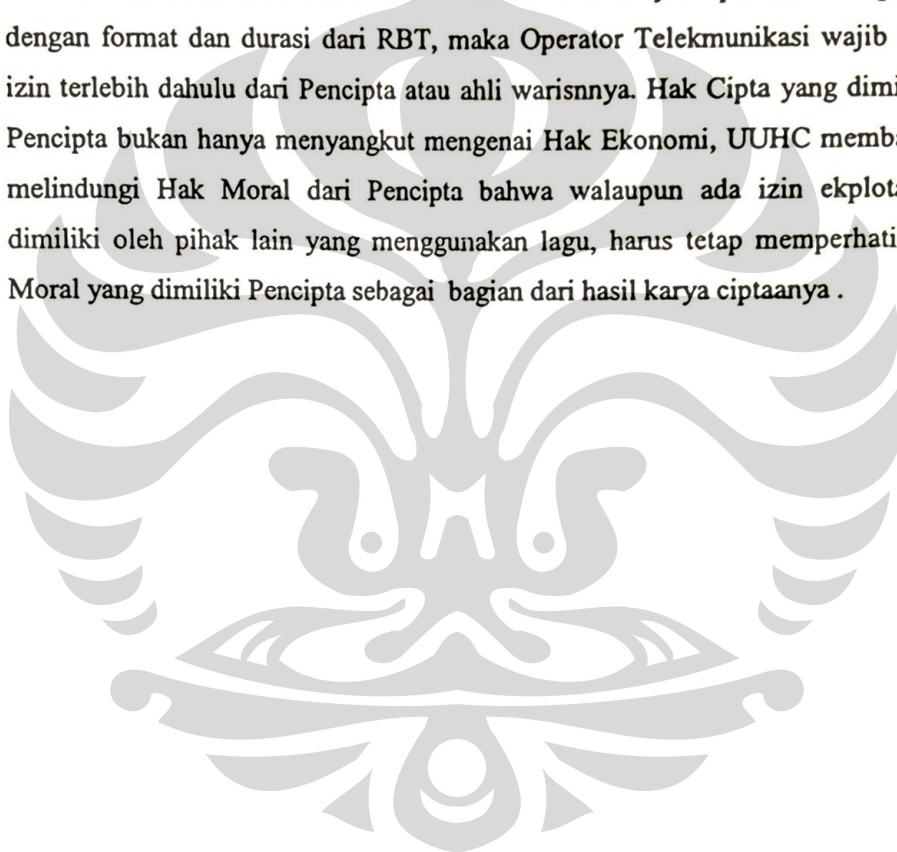 dengan format dan durasi dari RBT, maka Operator Telekmunikasi wajib
izin terlebih dahulu dari Pencipta atau ahli warisnnya. Hak Cipta yang dimi
Pencipta bukan hanya menyangkut mengenai Hak Ekonomi, UUHC memb
melindungi Hak Moral dari Pencipta bahwa walaupun ada izin ekplota
dimiliki oleh pihak lain yang menggunakan lagu, harus tetap memperhati
Moral yang dimiliki Pencipta sebagai bagian dari hasil karya ciptaanya .